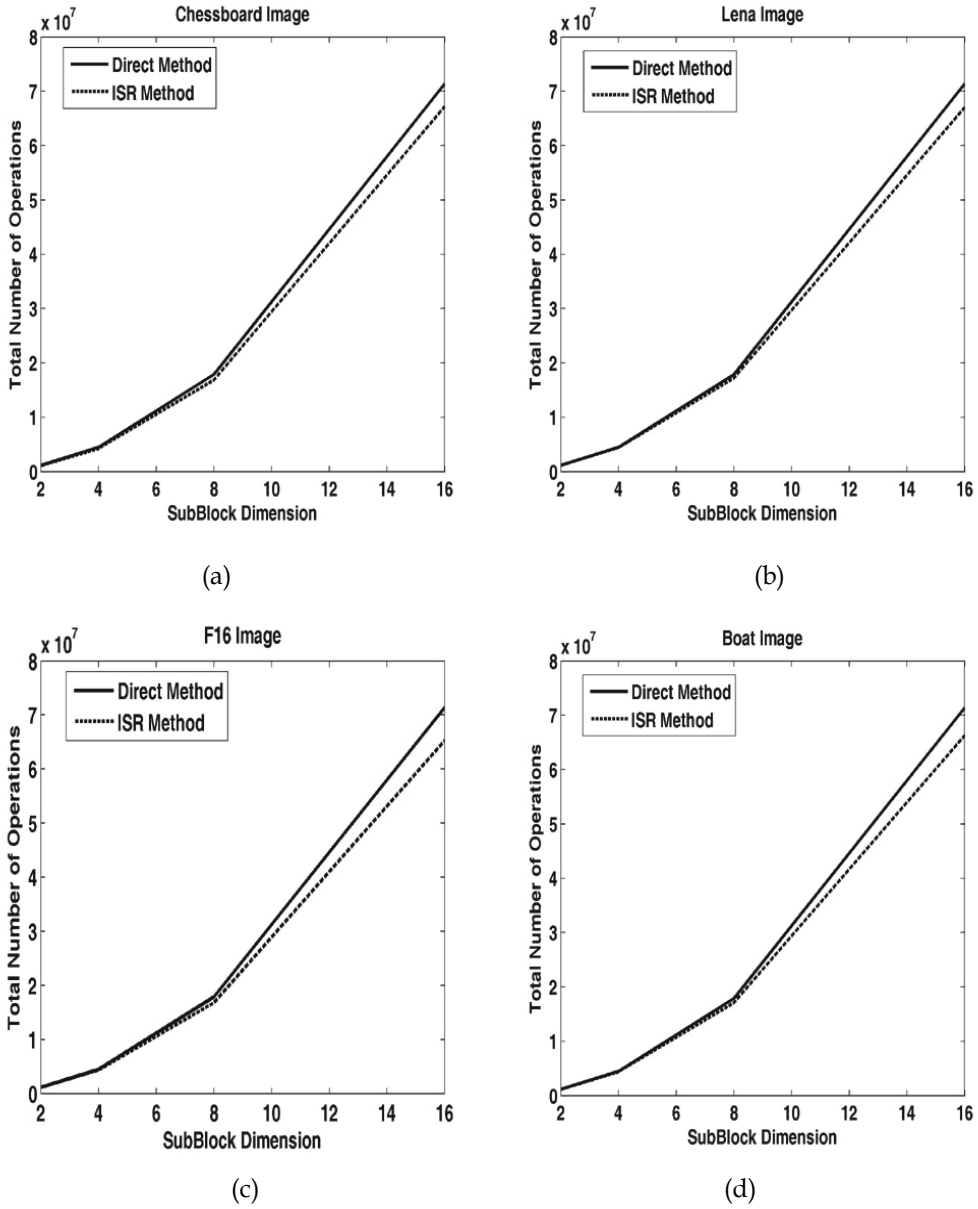 x 10^7
Chessboard Image
8
7
6
5
4
3
2
1
0
Total Number of Operations
Direct Method
ISR Method
2 4 6 8 10 12 14 16
SubBlock Dimension
(a)
x 10^7
Lena Image
8
7
6
5
4
3
2
1
0
Total Number of Operations
Direct Method
ISR Method
2 4 6 8 10 12 14 16
SubBlock Dimension
(b)
x 10^7
F16 Image
8
7
6
5
4
3
2
1
0
Total Number of Operations
Direct Method
ISR Method
2 4 6 8 10 12 14 16
SubBlock Dimension
(c)
x 10^7
Boat Image
8
7
6
5
4
3
2
1
0
Total Number of Operations
Direct Method
ISR Method
2 4 6 8 10 12 14 16
SubBlock Dimension
(d)